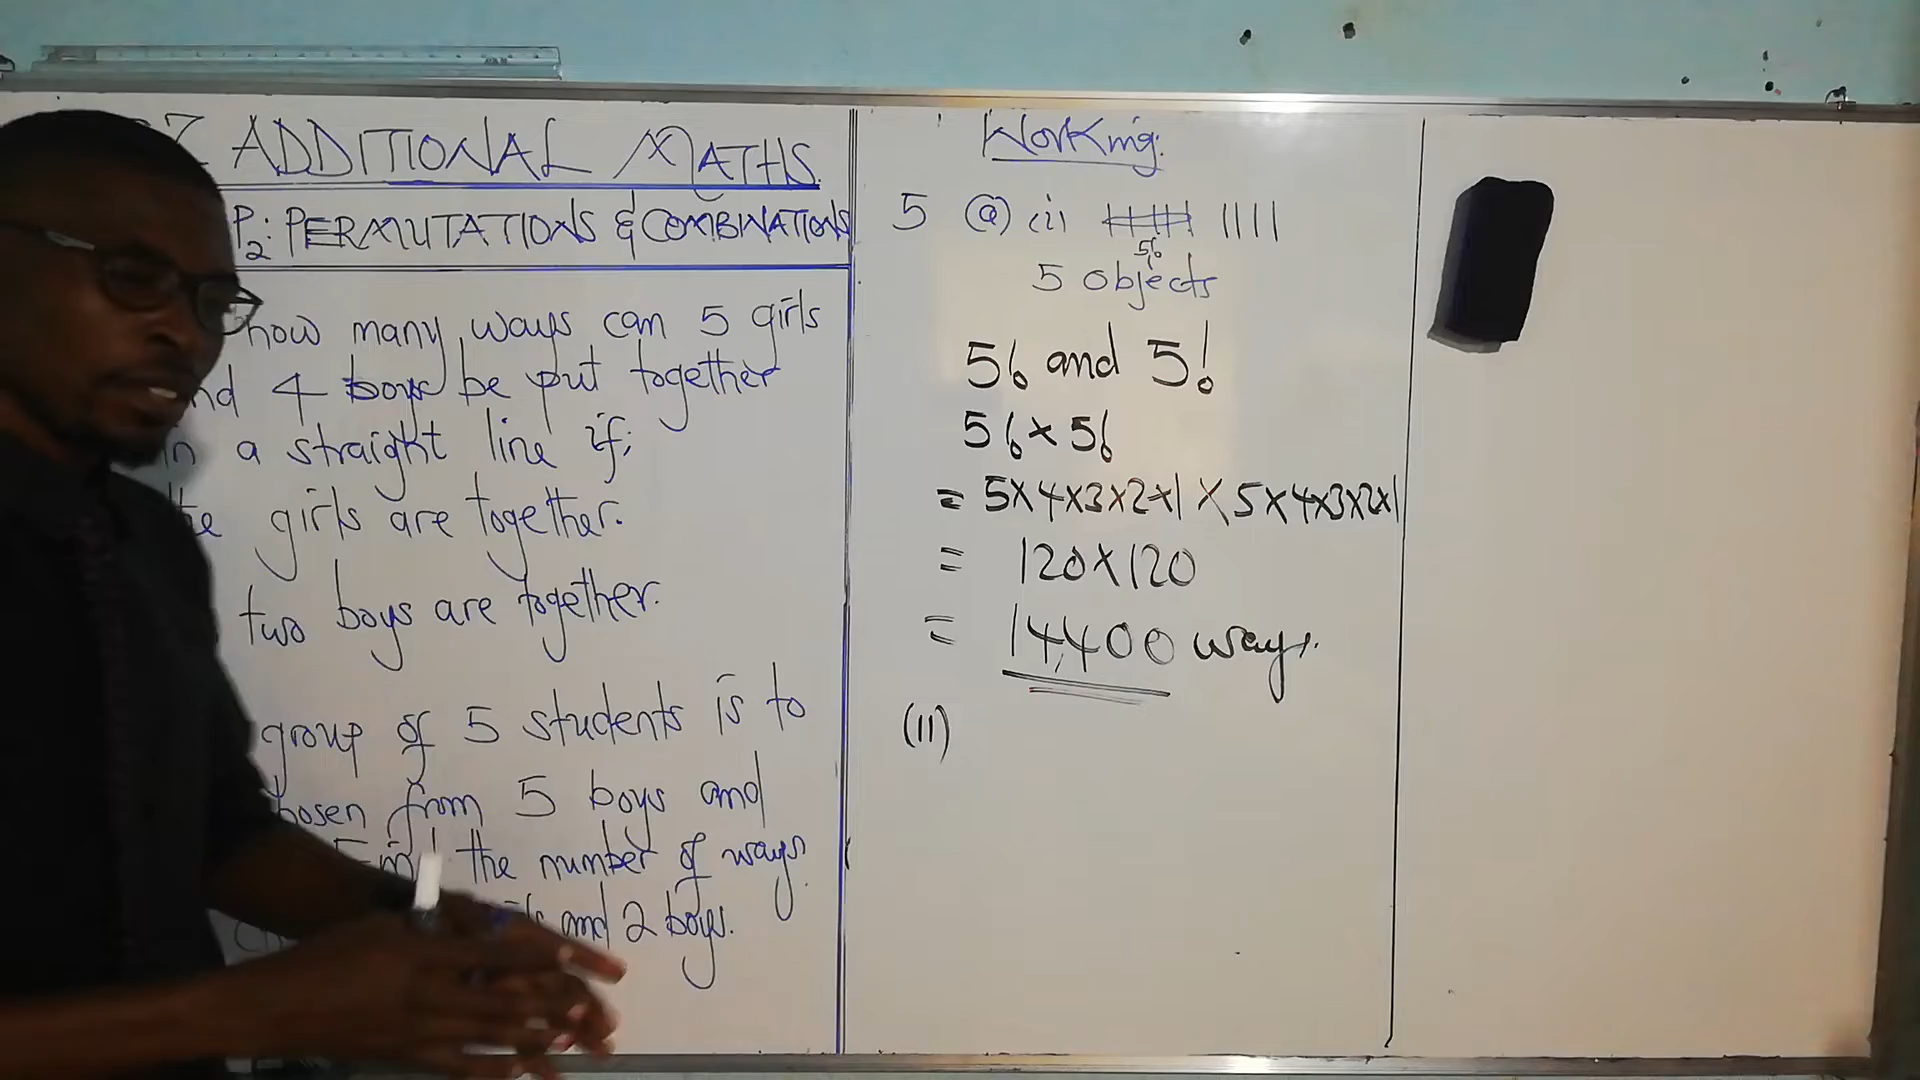 ADDITIONAL MATHS.
P2: PERMUTATIONS & COMBINATIONS
how many ways can 5 girls
4 boys be put together
a straight line if;
girls are together.
two boys are together.
group of 5 students is to
from 5 boys and
the number of ways
and 2 boys.
Working:
5 (a) (i) |||| ||||
5!
5 objects
5! and 5!
5! × 5!
= 5×4×3×2×1 × 5×4×3×2×1
= 120×120
= 14,400 ways.
(ii)